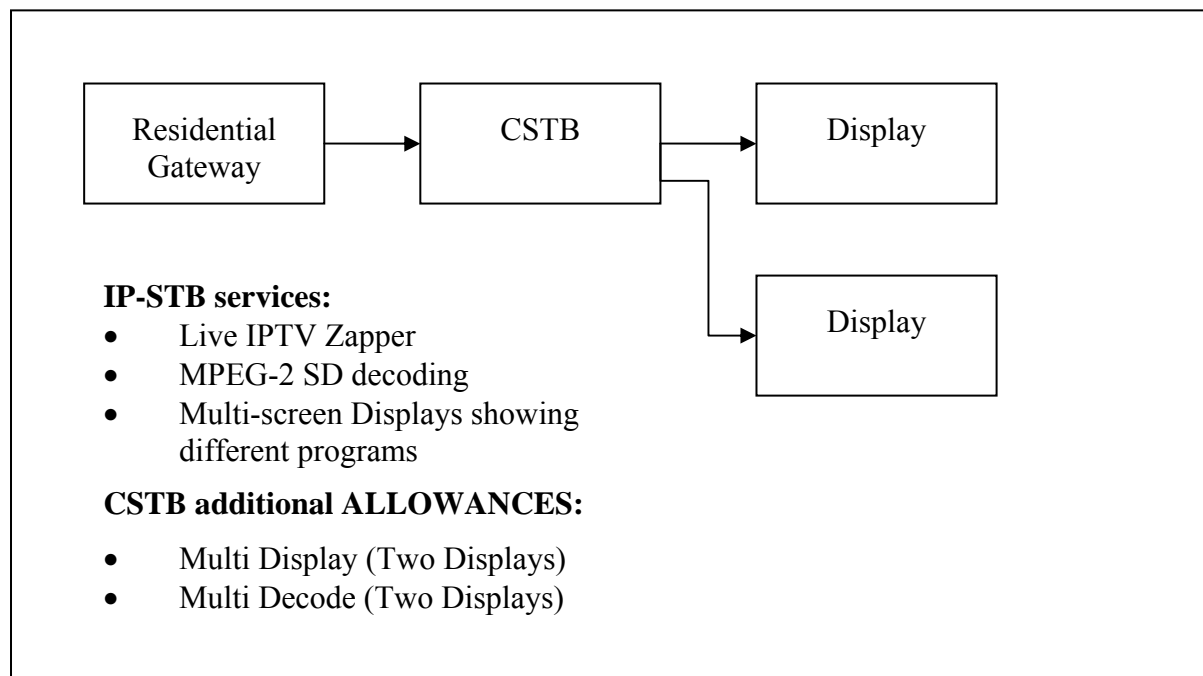 Residential
Gateway
CSTB
Display
Display
IP-STB services:
• Live IPTV Zapper
• MPEG-2 SD decoding
• Multi-screen Displays showing
different programs
CSTB additional ALLOWANCES:
• Multi Display (Two Displays)
• Multi Decode (Two Displays)